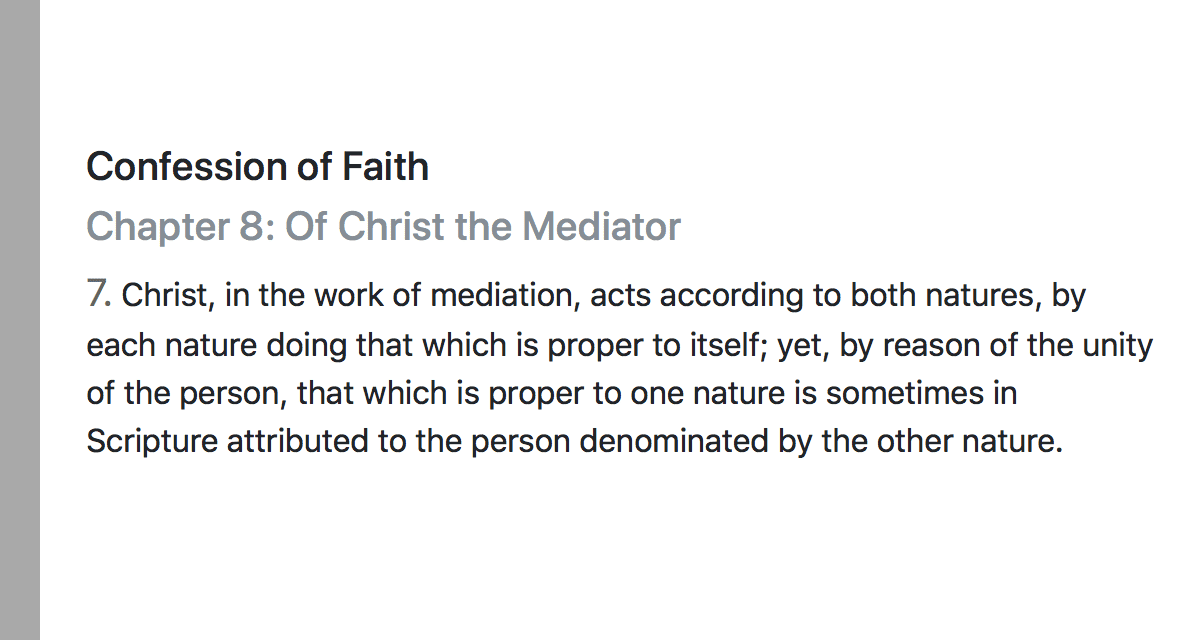 Confession of Faith
Chapter 8: Of Christ the Mediator
7. Christ, in the work of mediation, acts according to both natures, by
each nature doing that which is proper to itself; yet, by reason of the unity
of the person, that which is proper to one nature is sometimes in
Scripture attributed to the person denominated by the other nature.